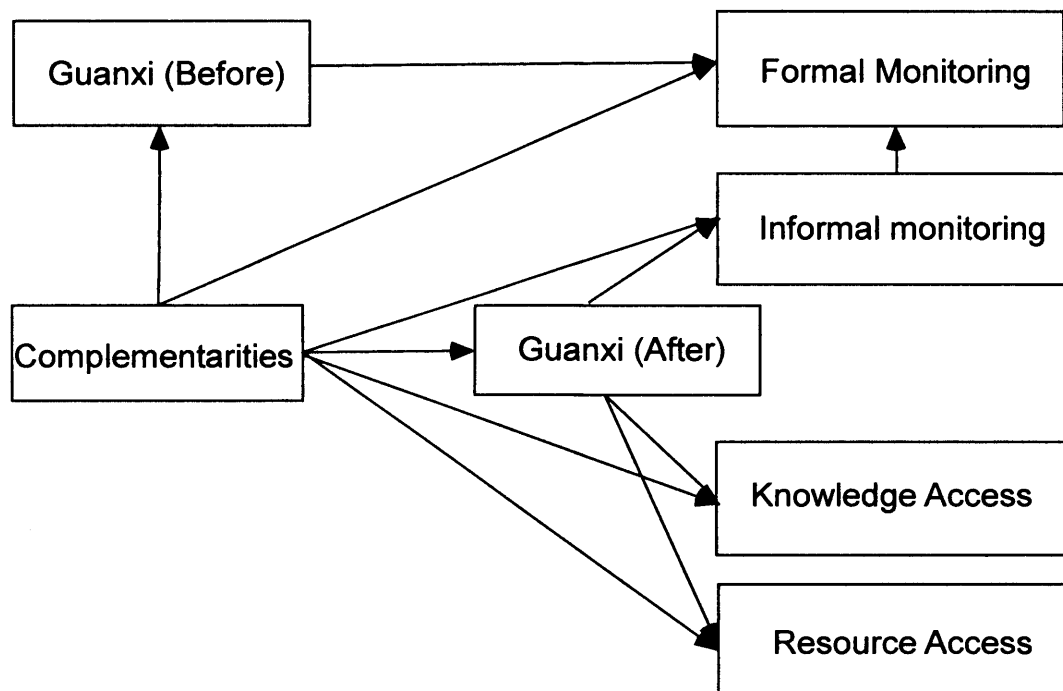 Guanxi (Before)
Formal Monitoring
Informal monitoring
Complementarities
Guanxi (After)
Knowledge Access
Resource Access